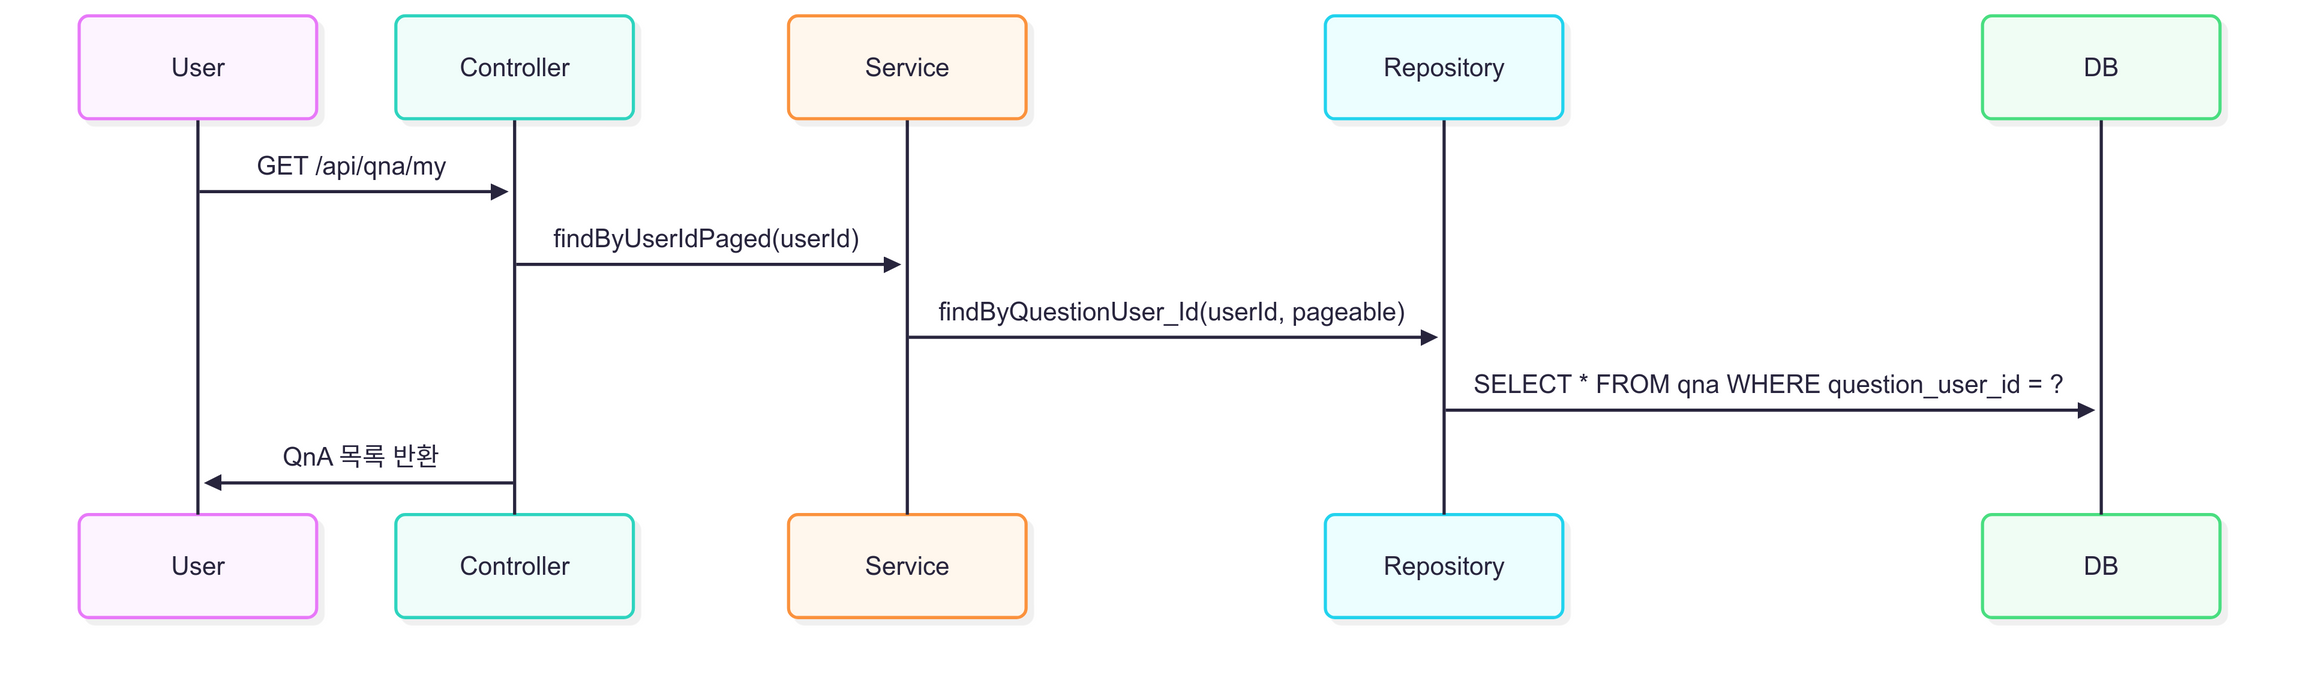 User
Controller
Service
Repository
DB
GET /api/qna/my
findByUserIdPaged(userId)
findByQuestionUser_Id(userId, pageable)
SELECT * FROM qna WHERE question_user_id = ?
QnA 목록 반환
User
Controller
Service
Repository
DB